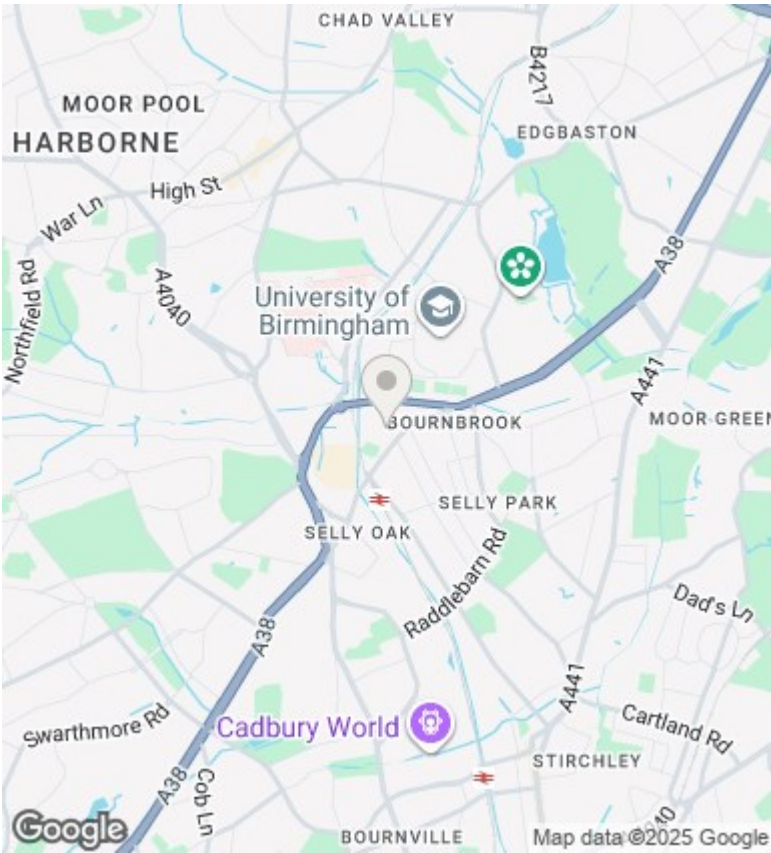 CHAD VALLEY
B4217
MOOR POOL
EDGBASTON
HARBORNE
High St
War Ln
A38
Northfield Rd
A4040
University of
Birmingham
A441
BOURNBROOK
MOOR GREEN
SELLY PARK
SELLY OAK
Raddlebarn Rd
Dad's Ln
A38
A441
Swarthmore Rd
Cadbury World
Cartland Rd
STIRCHLEY
A38
Cob Ln
Google
BOURNVILLE
Map data ©2025 Google